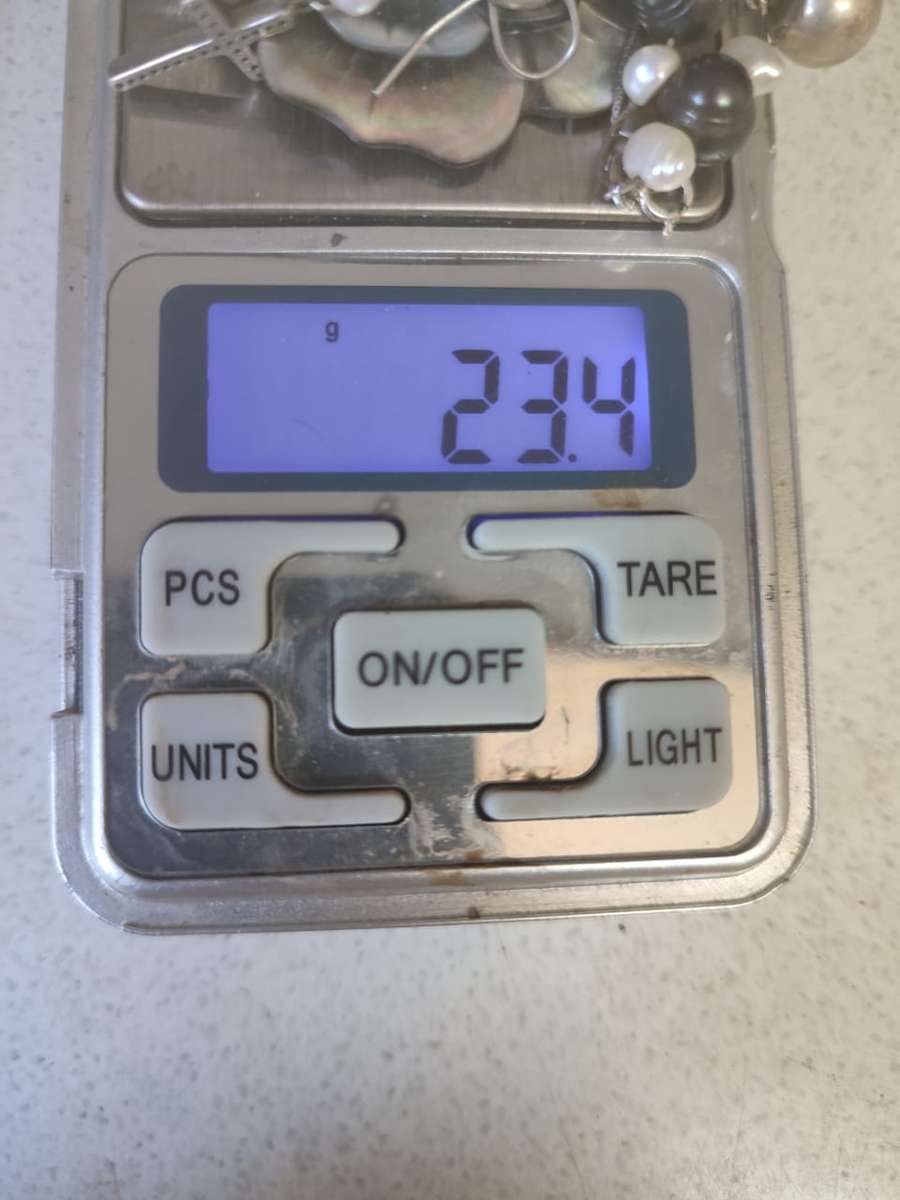 g
23.4
PCS
TARE
ON/OFF
UNITS
LIGHT